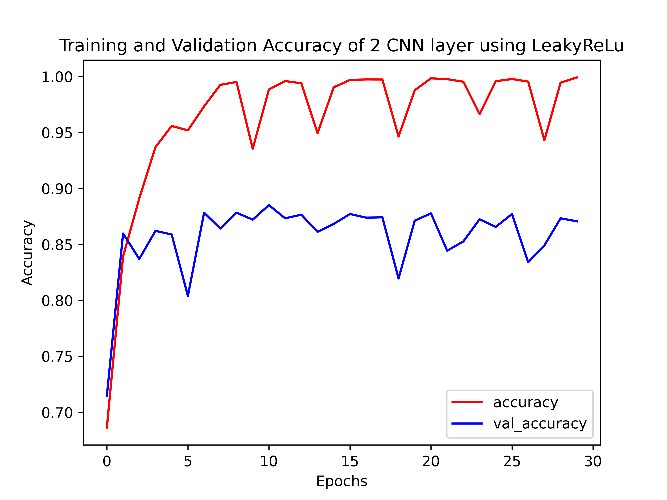 Training and Validation Accuracy of 2 CNN layer using LeakyReLu
1.00
0.95
0.90
0.85
0.80
0.75
0.70
Accuracy
0 5 10 15 20 25 30
Epochs
accuracy
val_accuracy